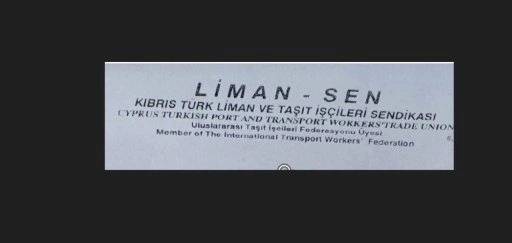 LİMAN - SEN
KIBRIS TÜRK LİMAN VE TAŞIT İŞÇİLERİ SENDİKASI
CYPRUS TURKISH PORT AND TRANSPORT WORKERS'TRADE UNION
Uluslararası Taşıt İşçileri Federasyonu Üyesi
Member of The International Transport Workers' Federation